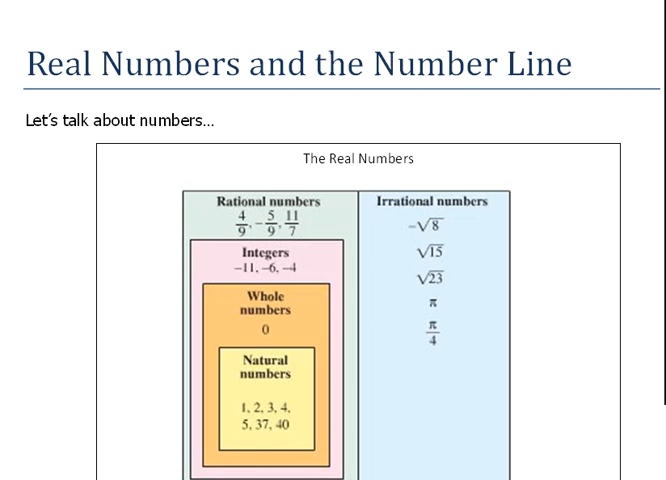 Real Numbers and the Number Line
Let's talk about numbers...
The Real Numbers
Rational numbers
4/9, -5/9, 11/7
Integers
-11, -6, -4
Whole
numbers
0
Natural
numbers
1, 2, 3, 4,
5, 37, 40
Irrational numbers
-√8
√15
√23
π
π/4